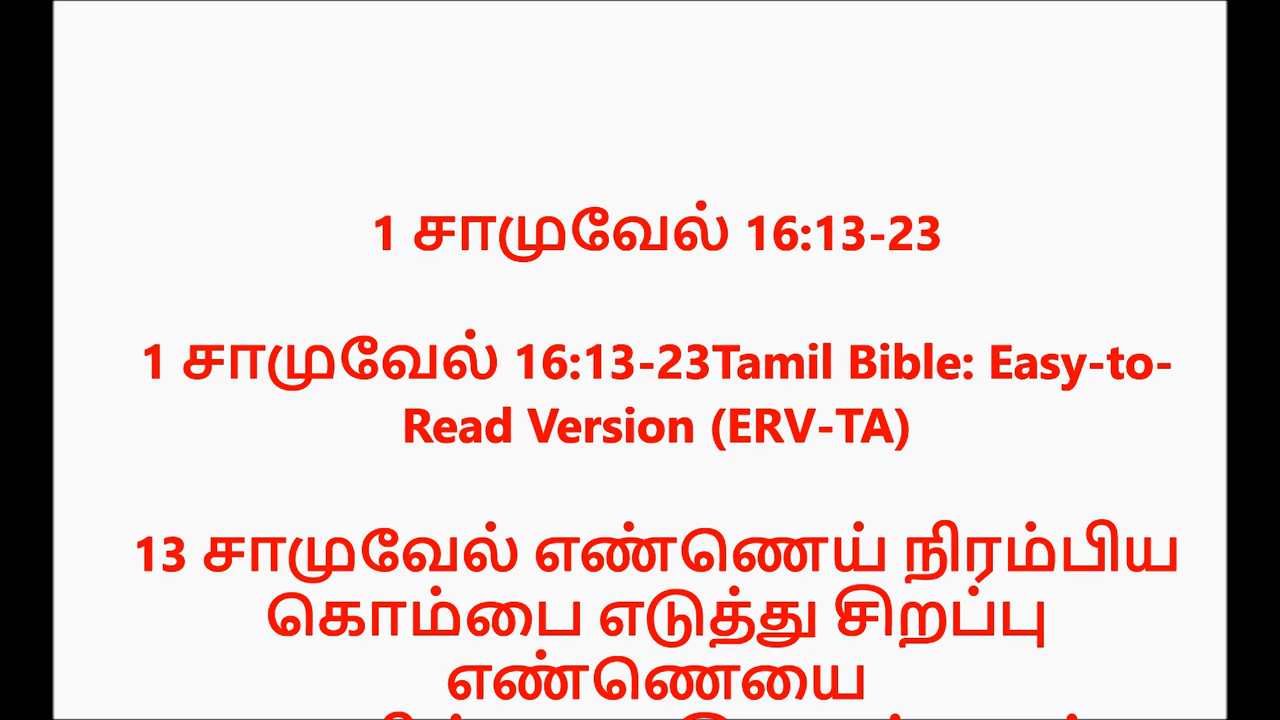 1 சாமுவேல் 16:13-23
1 சாமுவேல் 16:13-23Tamil Bible: Easy-to-
Read Version (ERV-TA)
13 சாமுவேல் எண்ணெய் நிரம்பிய
கொம்பை எடுத்து சிறப்பு
எண்ணெயை